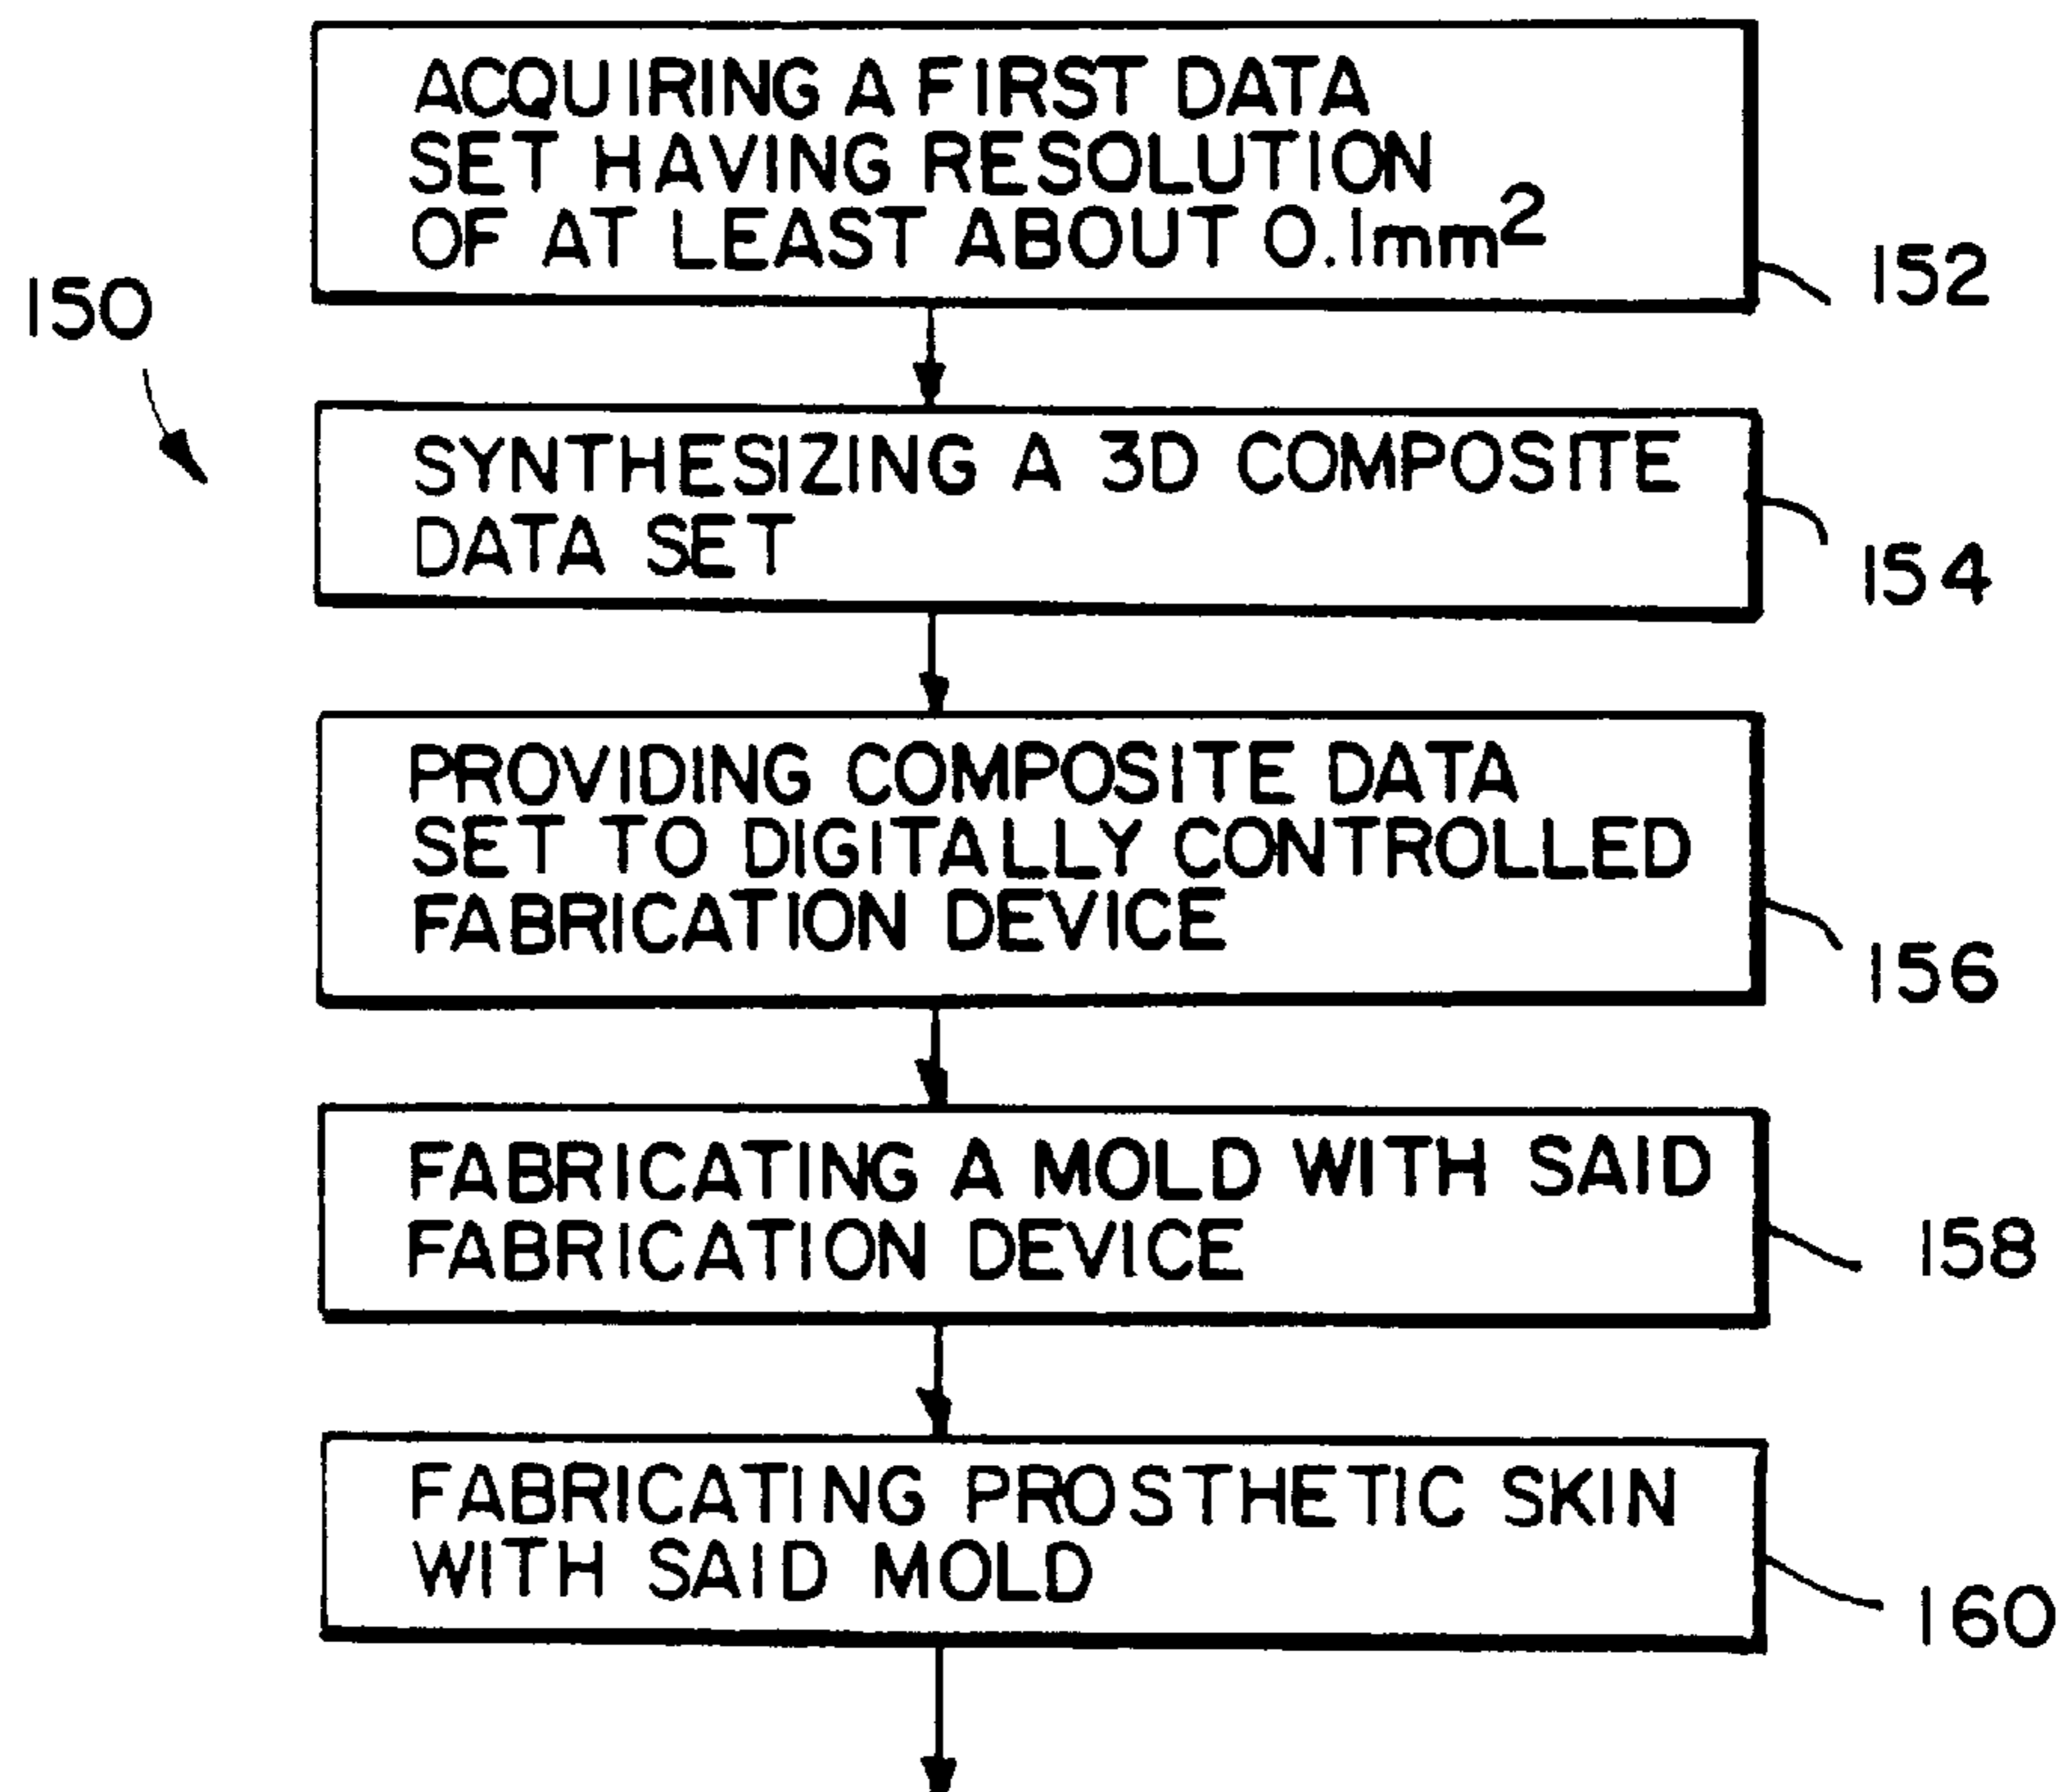 ACQUIRING A FIRST DATA
SET HAVING RESOLUTION
OF AT LEAST ABOUT 0.1mm²
152
150
SYNTHESIZING A 3D COMPOSITE
DATA SET
154
PROVIDING COMPOSITE DATA
SET TO DIGITALLY CONTROLLED
FABRICATION DEVICE
156
FABRICATING A MOLD WITH SAID
FABRICATION DEVICE
158
FABRICATING PROSTHETIC SKIN
WITH SAID MOLD
160